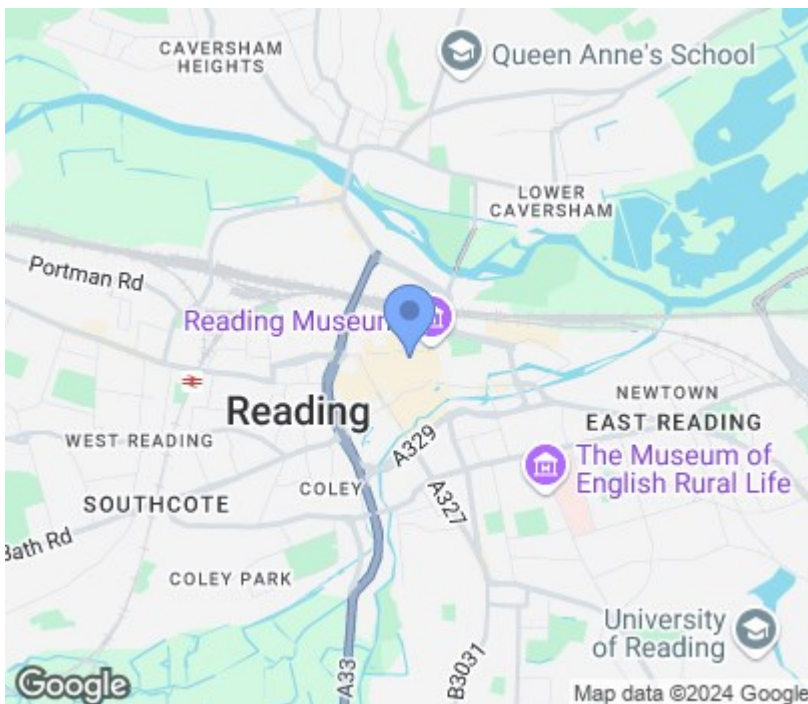 CAVERSHAM
HEIGHTS
Queen Anne's School
LOWER
CAVERSHAM
Portman Rd
Reading Museum
Reading
NEWTOWN
EAST READING
WEST READING
A329
The Museum of
English Rural Life
COLEY
A327
SOUTHCOTE
Bath Rd
COLEY PARK
University
of Reading
A33
B3031
Google
Map data ©2024 Google